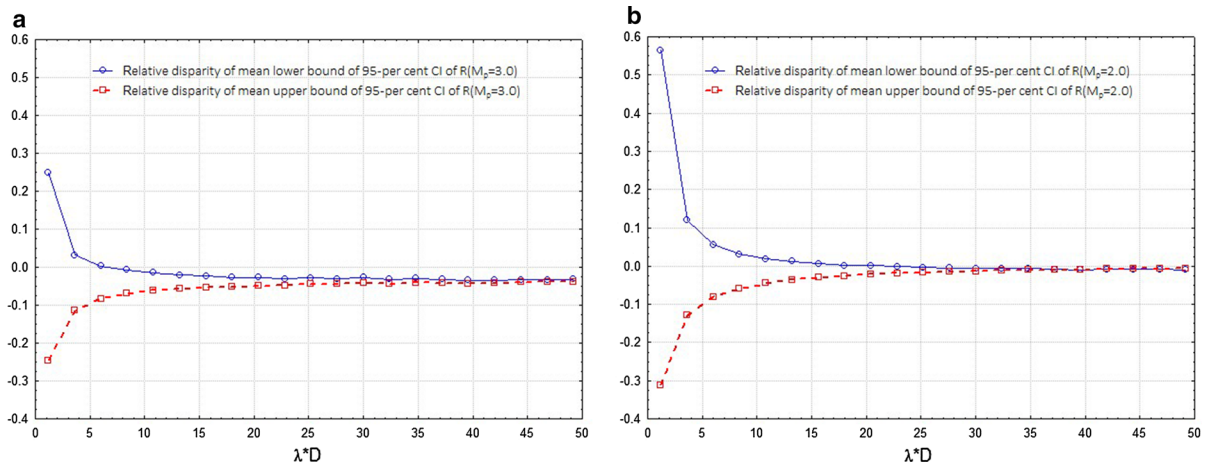 a
0.6
0.5
0.4
0.3
0.2
0.1
0.0
-0.1
-0.2
-0.3
-0.4
Relative disparity of mean lower bound of 95-per cent CI of R(Mp=3.0)
Relative disparity of mean upper bound of 95-per cent CI of R(Mp=3.0)
0 5 10 15 20 25 30 35 40 45 50
λ*D
b
0.6
0.5
0.4
0.3
0.2
0.1
0.0
-0.1
-0.2
-0.3
-0.4
Relative disparity of mean lower bound of 95-per cent CI of R(Mp=2.0)
Relative disparity of mean upper bound of 95-per cent CI of R(Mp=2.0)
0 5 10 15 20 25 30 35 40 45 50
λ*D